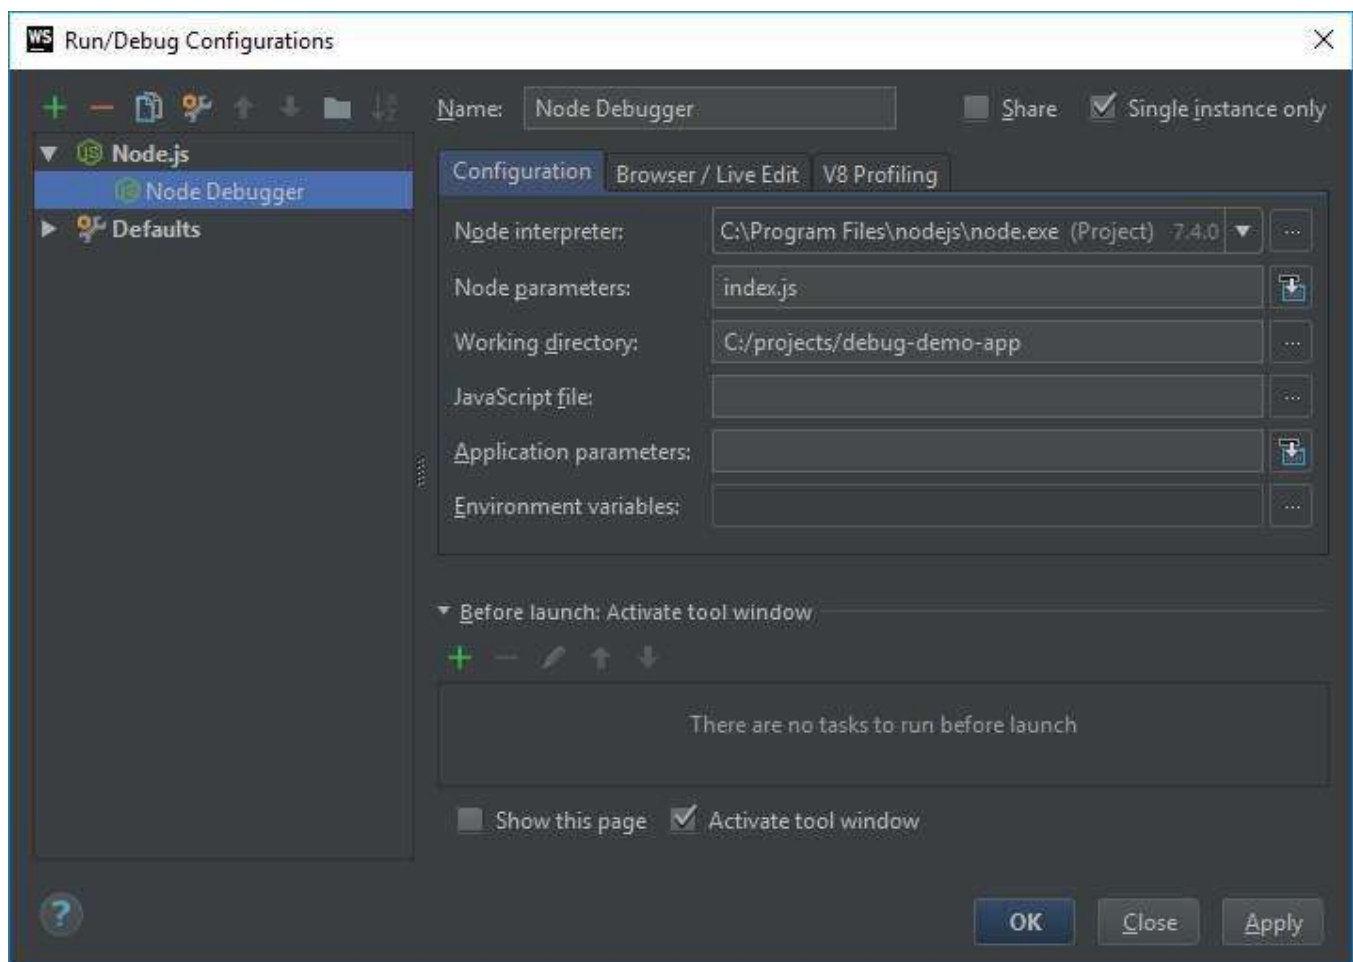 WS Run/Debug Configurations
Name: Node Debugger Share Single instance only
Node.js
Node Debugger
Defaults
Configuration Browser / Live Edit V8 Profiling
Node interpreter: C:\Program Files\nodejs\node.exe (Project) 7.4.0 ...
Node parameters: index.js
Working directory: C:/projects/debug-demo-app ...
JavaScript file: ...
Application parameters:
Environment variables: ...
Before launch: Activate tool window
There are no tasks to run before launch
Show this page Activate tool window
? OK Close Apply